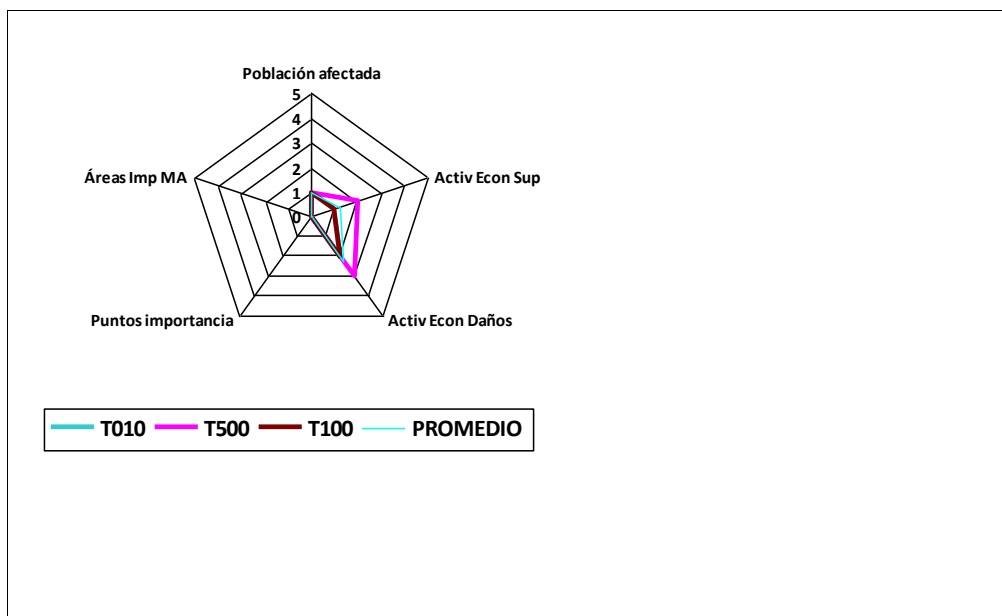 Población afectada
5
4
3
2
1
0
Áreas Imp MA
Activ Econ Sup
Puntos importancia
Activ Econ Daños
T010 T500 T100 PROMEDIO